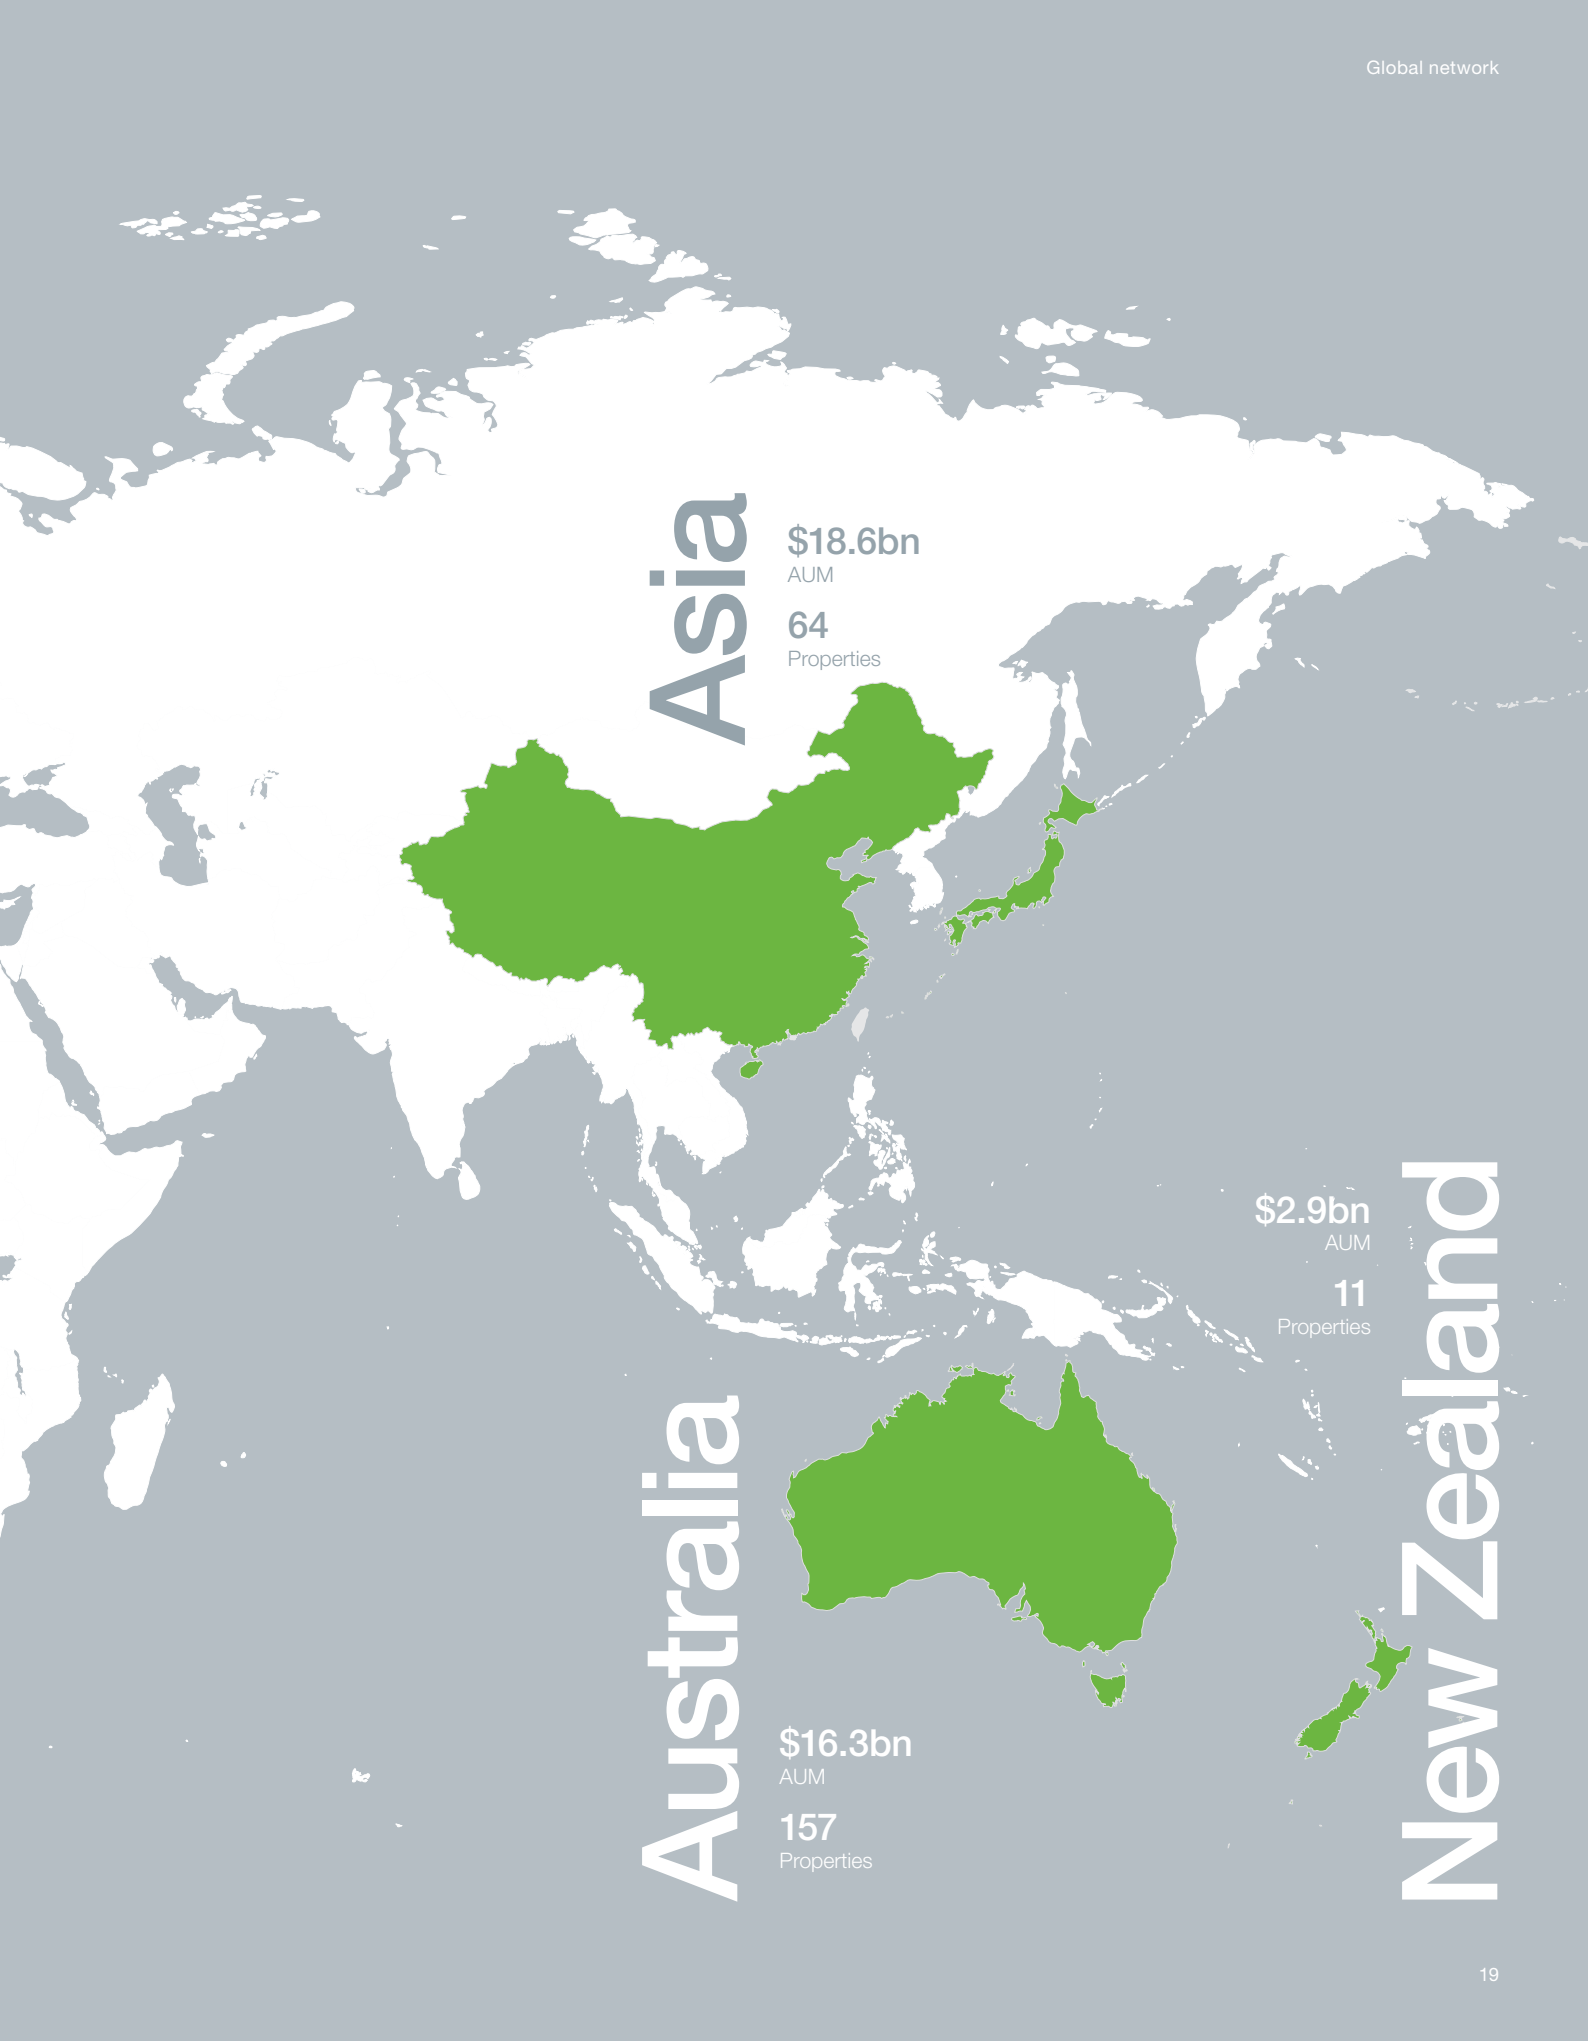 Global network
Asia
$18.6bn
AUM
64
Properties
$2.9bn
AUM
11
Properties
New Zealand
Australia
$16.3bn
AUM
157
Properties
19